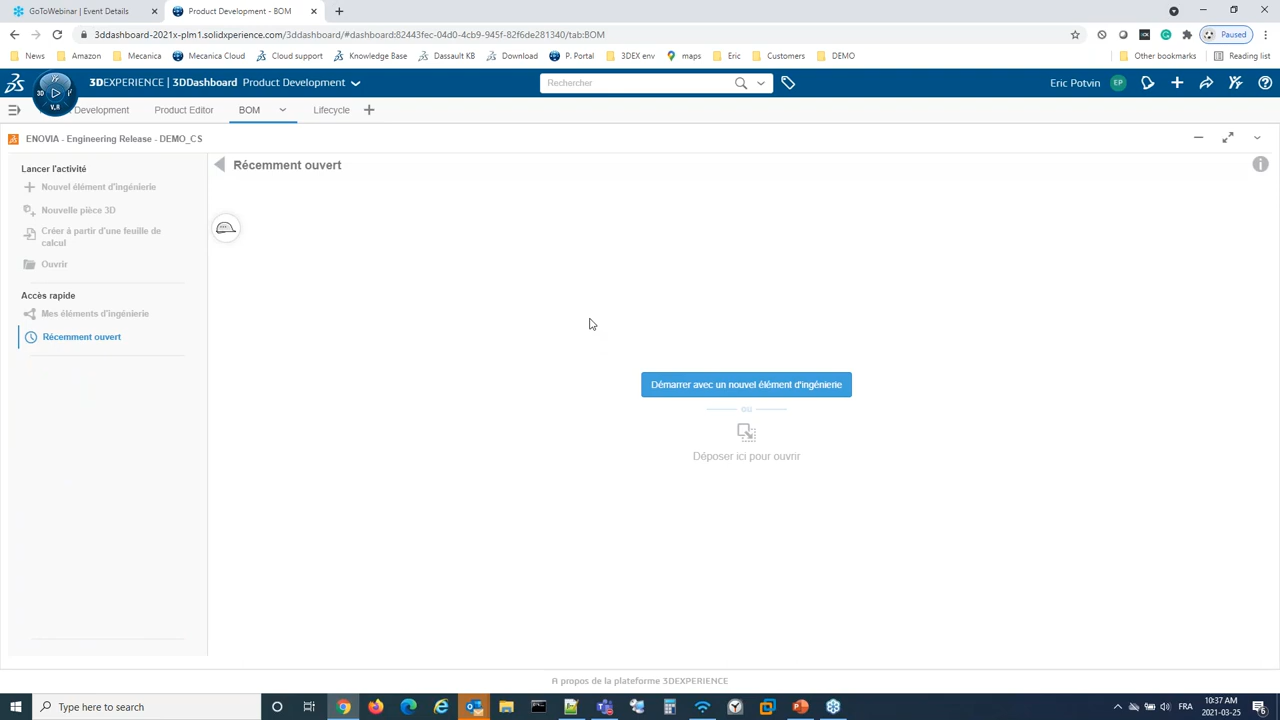 GoToWebinar | Event Details
Product Development - BOM
3ddashboard-2021x-plm1.solidxperience.com/3ddashboard/#dashboard:82443fec-04d0-4cb9-945f-82f6de281340/tab:BOM
Paused
News
Amazon
Mecanica
Mecanica Cloud
Cloud support
Knowledge Base
Dassault KB
Download
P. Portal
3DEX env
maps
Eric
Customers
DEMO
Other bookmarks
Reading list
3DEXPERIENCE | 3DDashboard Product Development
Rechercher
Eric Potvin
EP
3D
V.R
Development
Product Editor
BOM
Lifecycle
ENOVIA - Engineering Release - DEMO_CS
Lancer l'activité
Nouvel élément d'ingénierie
Nouvelle pièce 3D
Créer à partir d'une feuille de
calcul
Ouvrir
Accès rapide
Mes éléments d'ingénierie
Récemment ouvert
Récemment ouvert
Démarrer avec un nouvel élément d'ingénierie
ou
Déposer ici pour ouvrir
A propos de la plateforme 3DEXPERIENCE
Type here to search
FRA
10:37 AM
2021-03-25